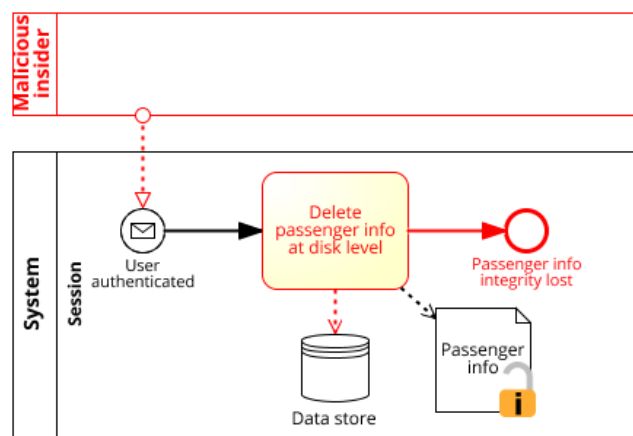 Malicious
insider
System
Session
User
authenticated
Delete
passenger info
at disk level
Passenger info
integrity lost
Data store
Passenger
info
i